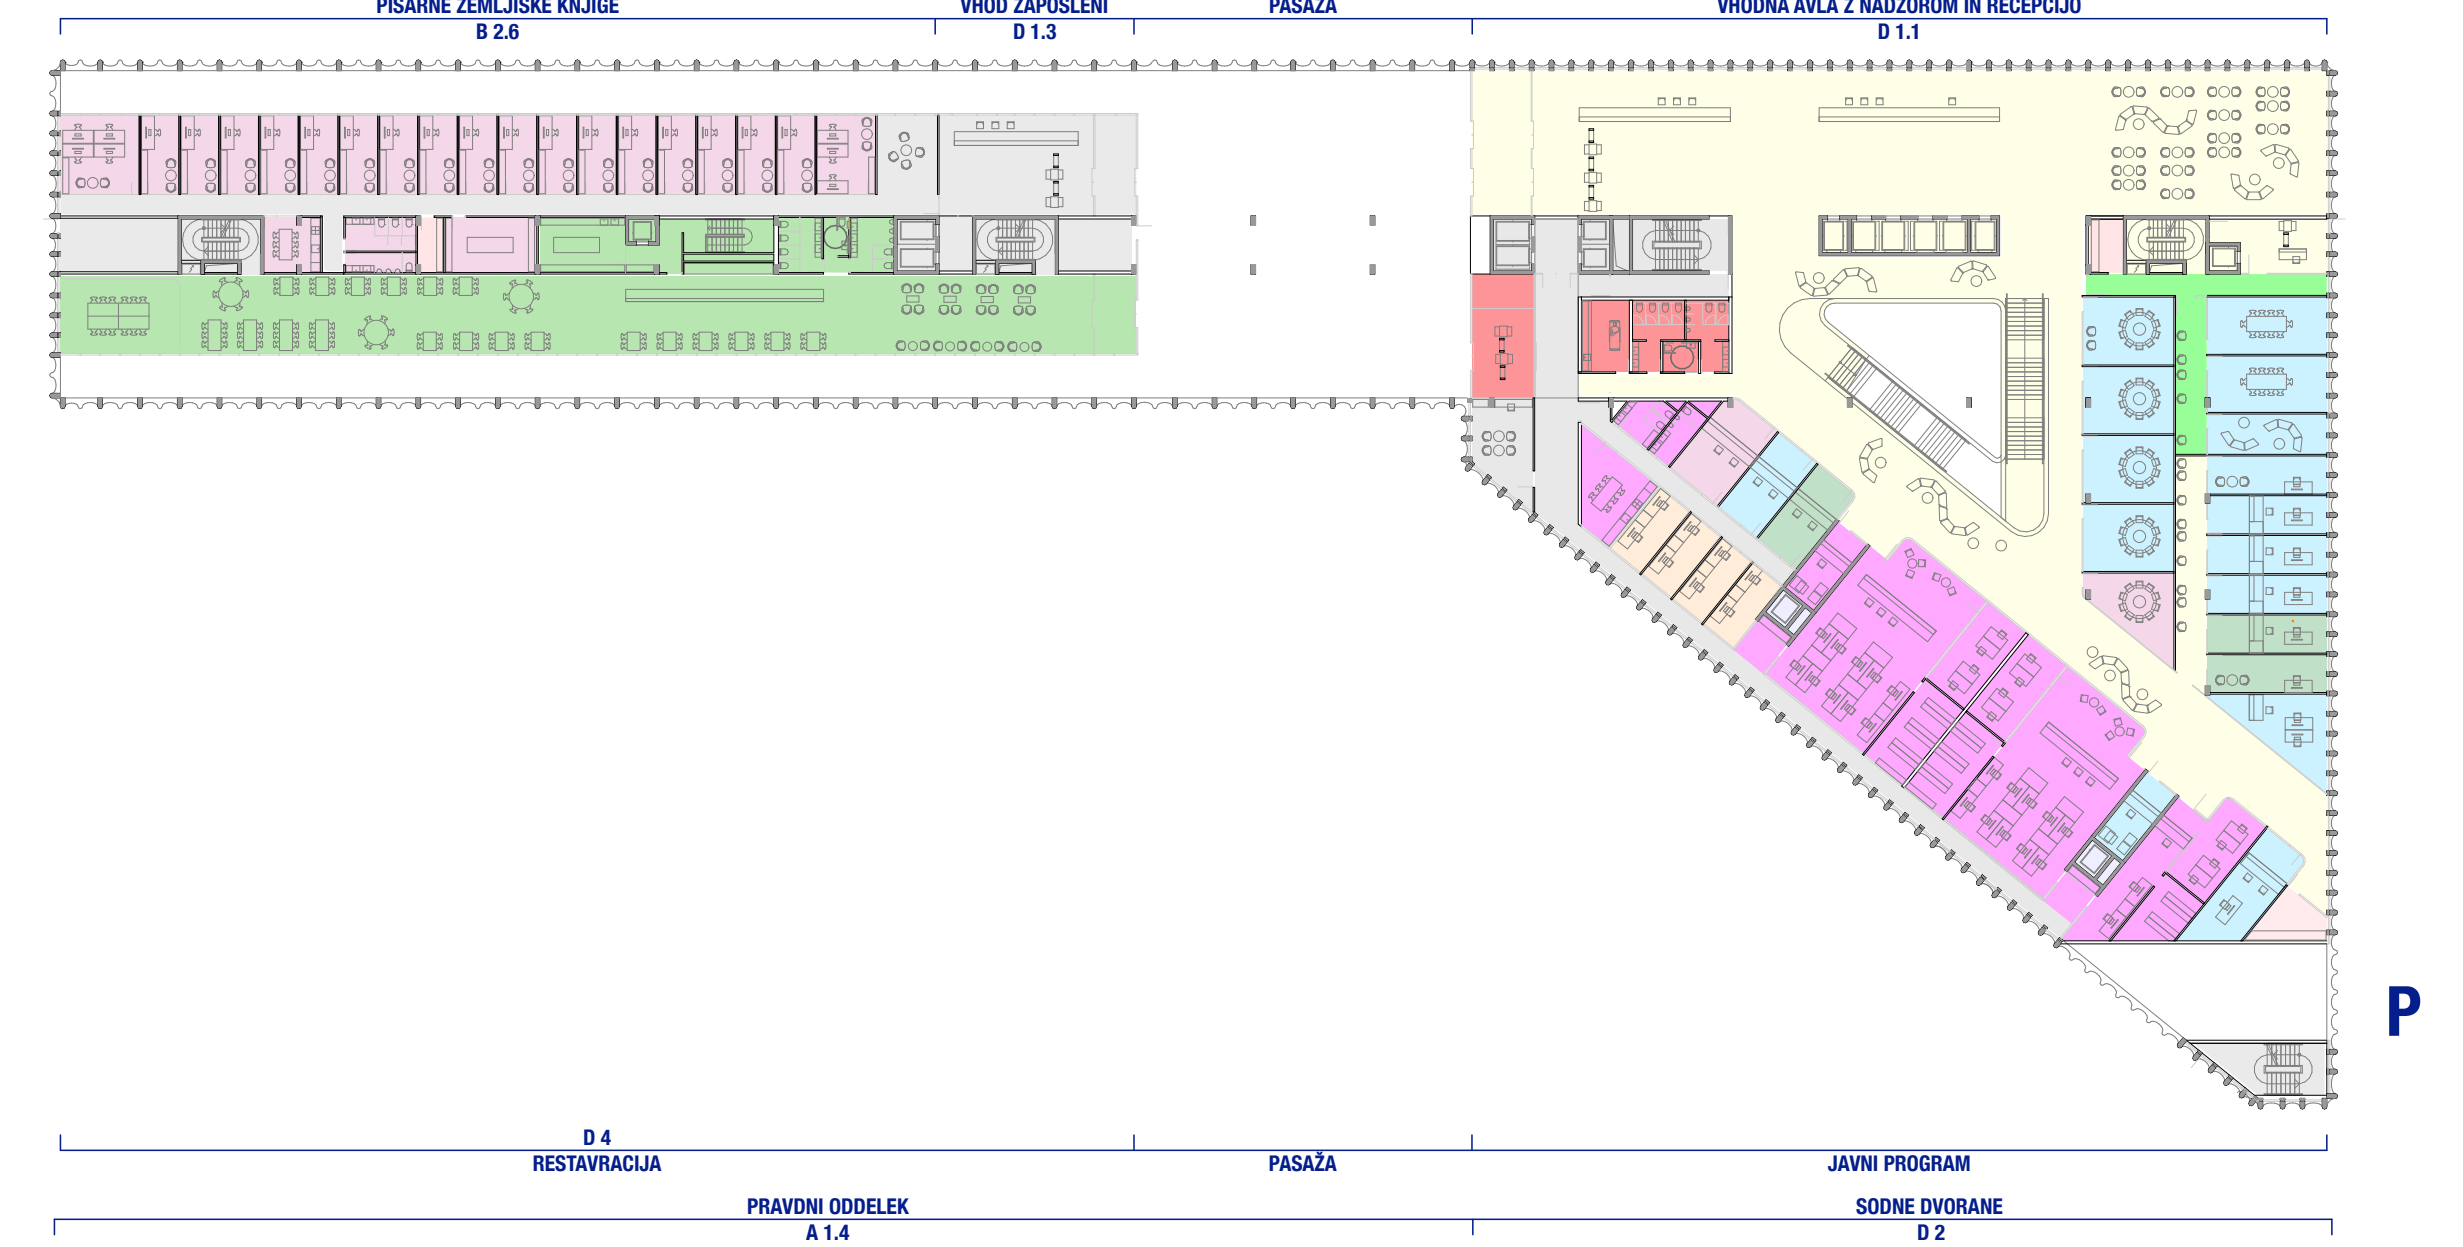 PISARNE ZEMLJIŠKE KNJIGE VHOD ZAPOSLENI PASAŽA VHODNA AVLA Z NADZOROM IN RECEPCIJO
B 2.6 D 1.3 D 1.1
P
D 4
RESTAVRACIJA PASAŽA JAVNI PROGRAM
PRAVDNI ODDELEK SODNE DVORANE
A 1.4 D 2